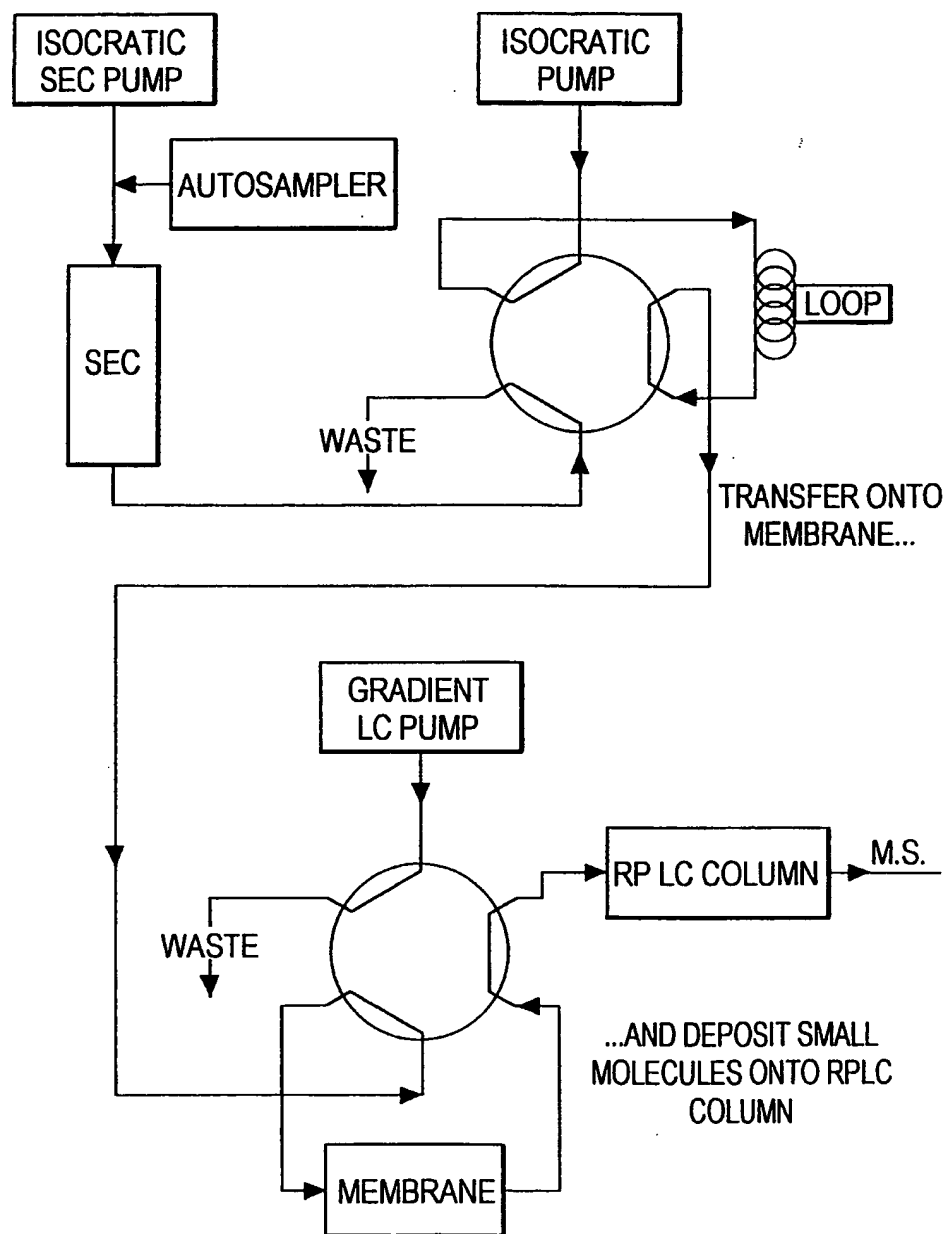 ISOCRATIC
SEC PUMP
ISOCRATIC
PUMP
AUTOSAMPLER
SEC
LOOP
WASTE
TRANSFER ONTO
MEMBRANE...
GRADIENT
LC PUMP
RP LC COLUMN
M.S.
WASTE
...AND DEPOSIT SMALL
MOLECULES ONTO RPLC
COLUMN
MEMBRANE